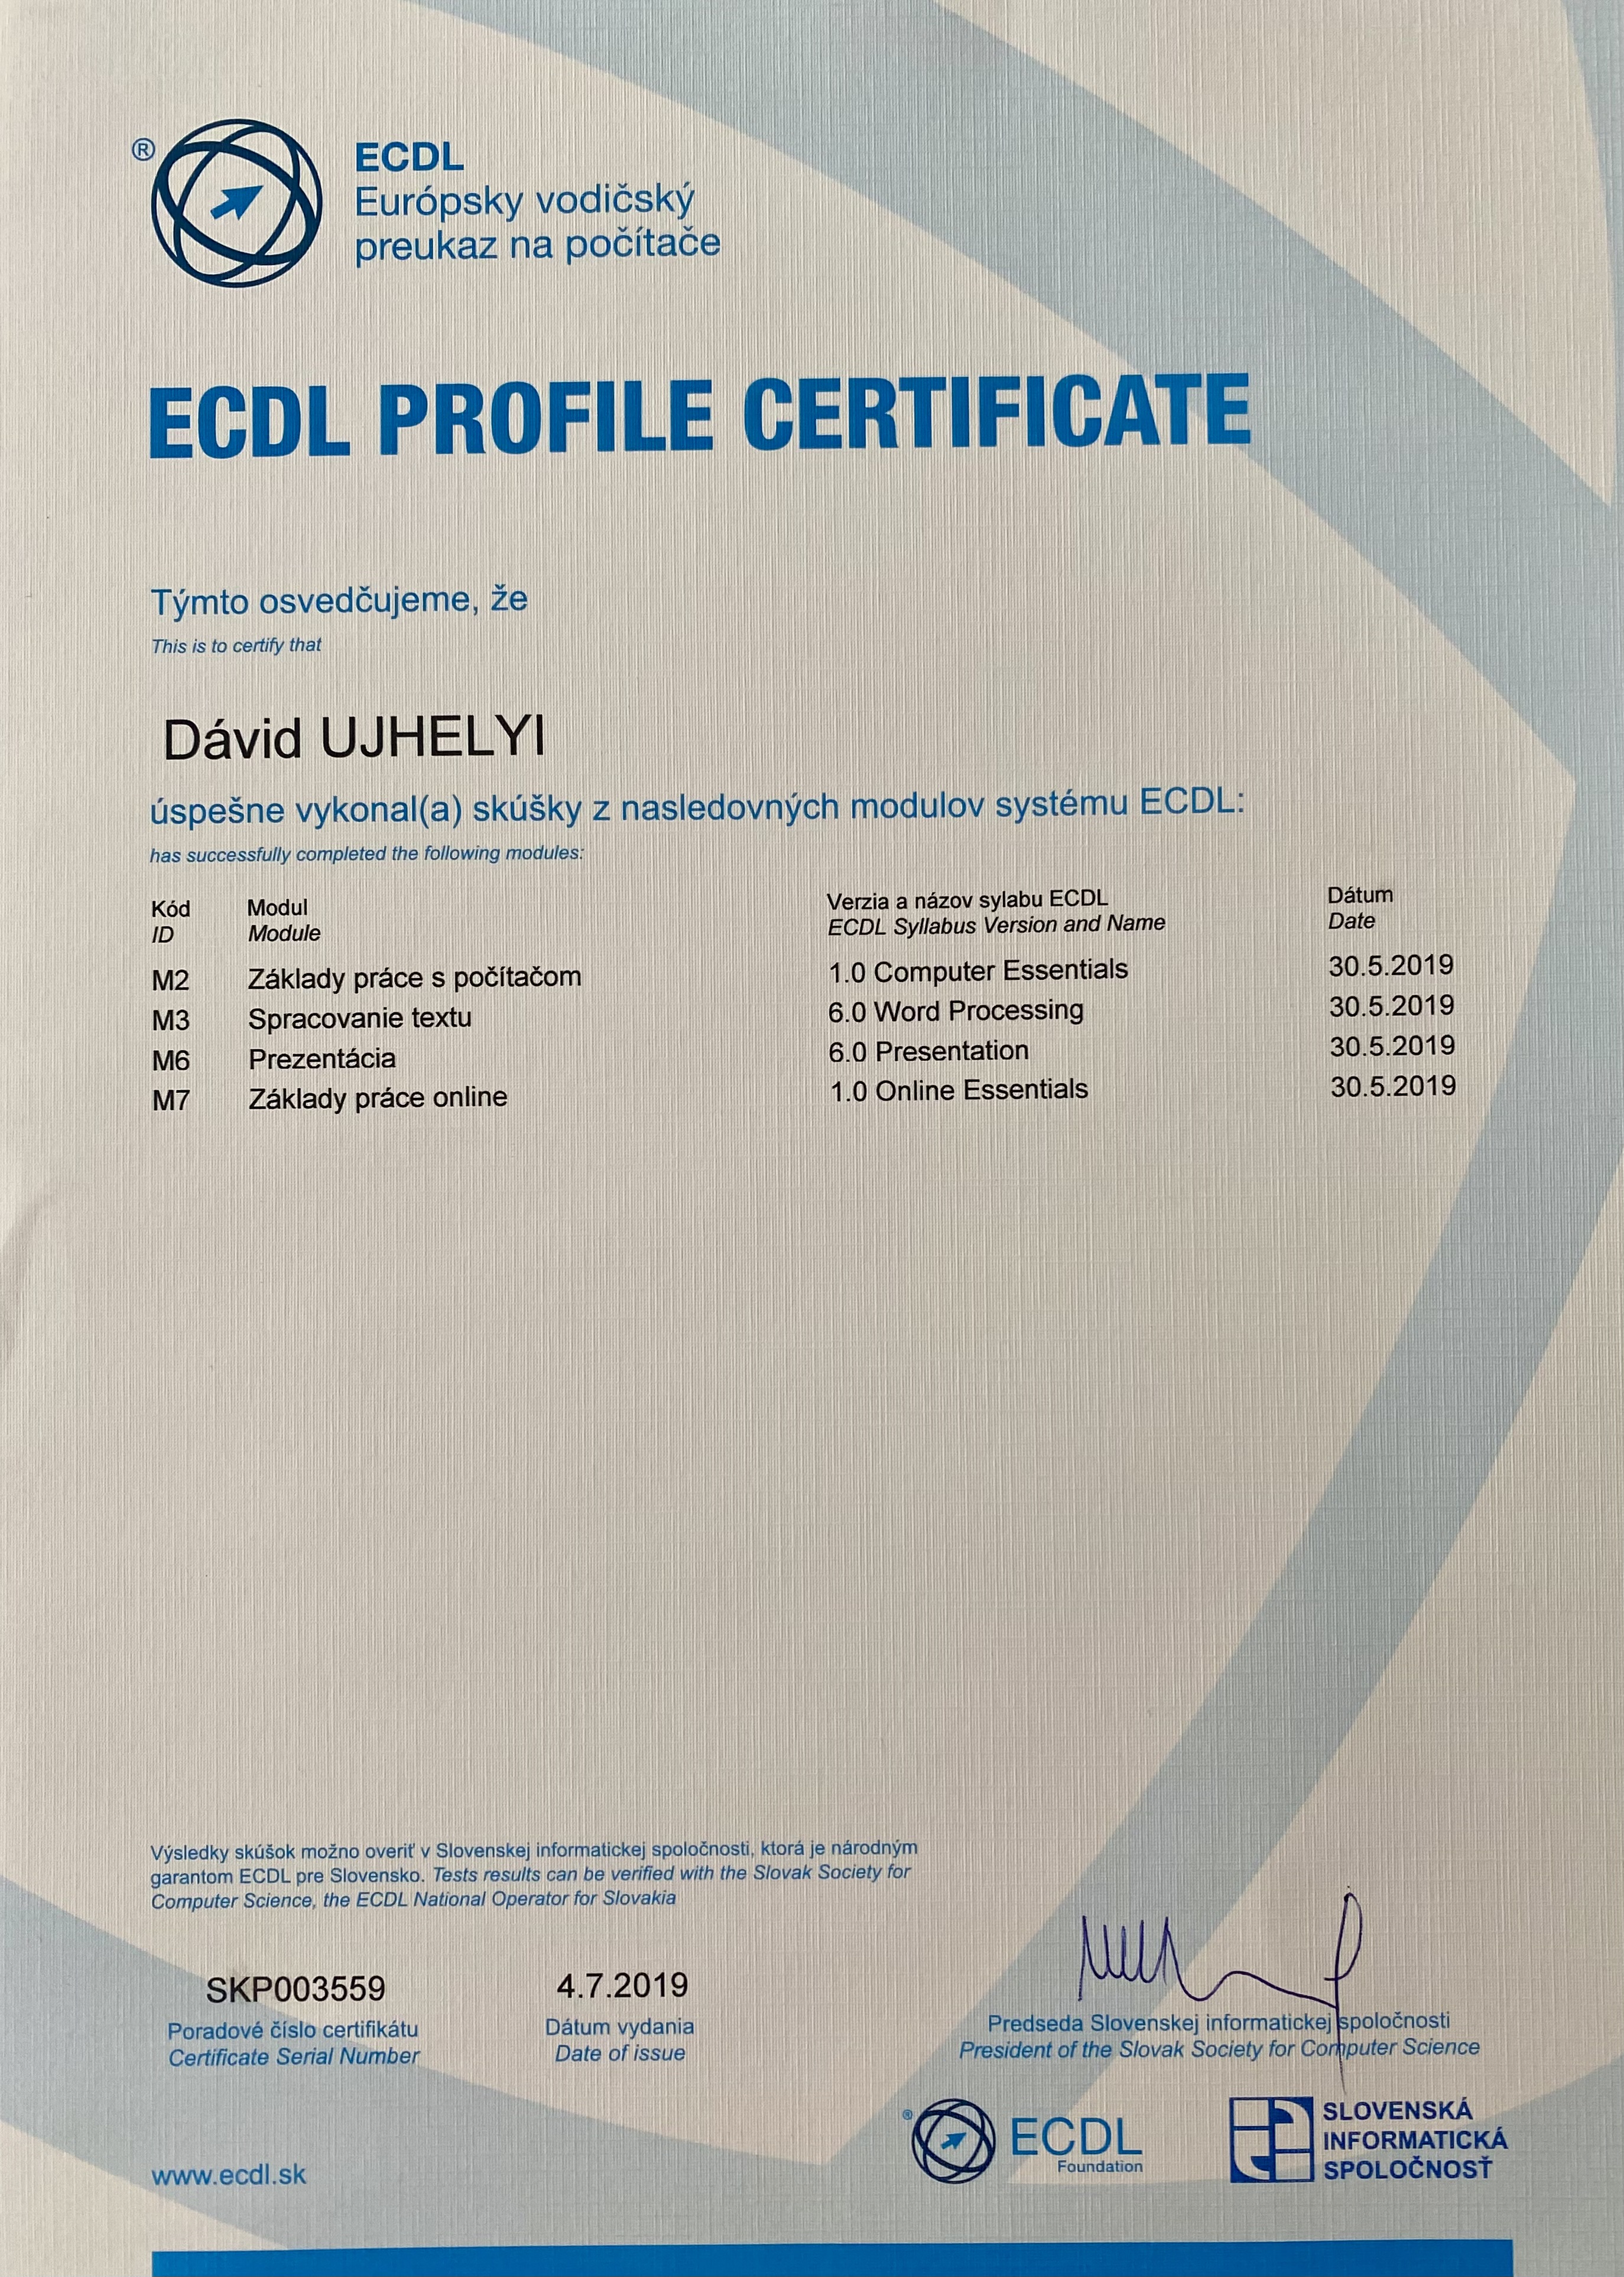 ®
ECDL
Európsky vodičský
preukaz na počítače
ECDL PROFILE CERTIFICATE
Týmto osvedčujeme, že
This is to certify that
Dávid UJHELYI
úspešne vykonal(a) skúšky z nasledovných modulov systému ECDL:
has successfully completed the following modules:
Kód Modul Verzia a názov sylabu ECDL Dátum
ID Module ECDL Syllabus Version and Name Date
M2 Základy práce s počítačom 1.0 Computer Essentials 30.5.2019
M3 Spracovanie textu 6.0 Word Processing 30.5.2019
M6 Prezentácia 6.0 Presentation 30.5.2019
M7 Základy práce online 1.0 Online Essentials 30.5.2019
Výsledky skúšok možno overiť v Slovenskej informatickej spoločnosti, ktorá je národným
garantom ECDL pre Slovensko. Tests results can be verified with the Slovak Society for
Computer Science, the ECDL National Operator for Slovakia
SKP003559 4.7.2019
Poradové číslo certifikátu Dátum vydania Predseda Slovenskej informatickej spoločnosti
Certificate Serial Number Date of issue President of the Slovak Society for Computer Science
www.ecdl.sk
®
ECDL
Foundation
SLOVENSKÁ
INFORMATICKÁ
SPOLOČNOSŤ